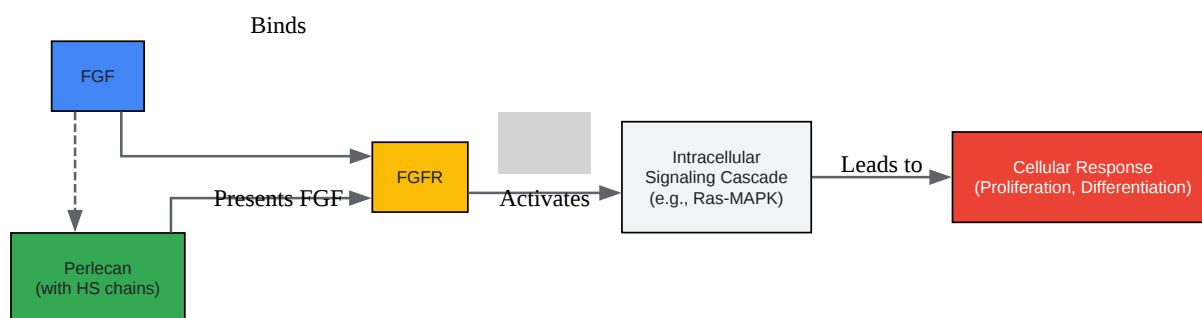 Binds
FGF
FGFR
Presents FGF
Activates
Intracellular
Signaling Cascade
(e.g., Ras-MAPK)
Leads to
Cellular Response
(Proliferation, Differentiation)
Perlecan
(with HS chains)